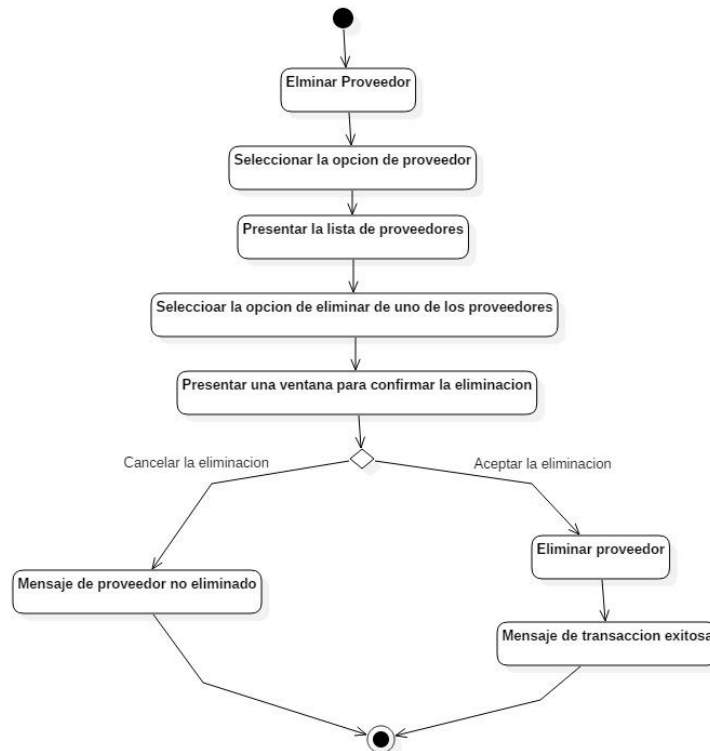 Elminar Proveedor
Seleccionar la opcion de proveedor
Presentar la lista de proveedores
Seleccioar la opcion de eliminar de uno de los proveedores
Presentar una ventana para confirmar la eliminacion
Cancelar la eliminacion
Aceptar la eliminacion
Eliminar proveedor
Mensaje de proveedor no eliminado
Mensaje de transaccion exitosa